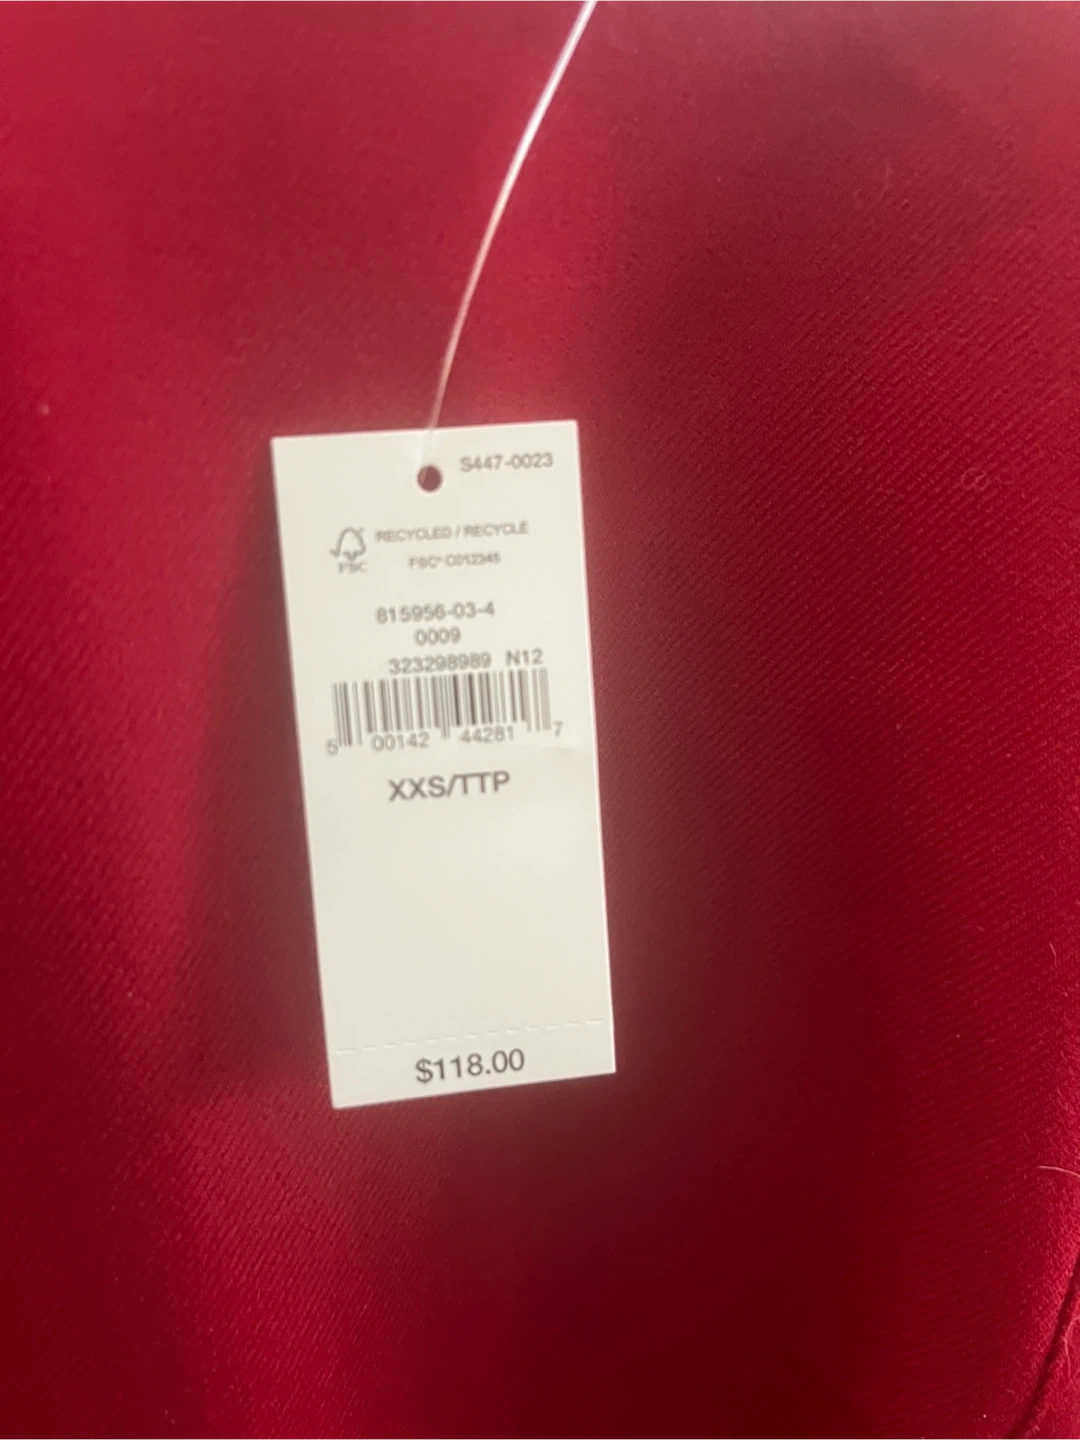 S447-0023
RECYCLED / RECYCLÉ
FSC
FSC® C012345
815956-03-4
0009
323298989 N12
5 00142 44281 7
XXS/TTP
$118.00